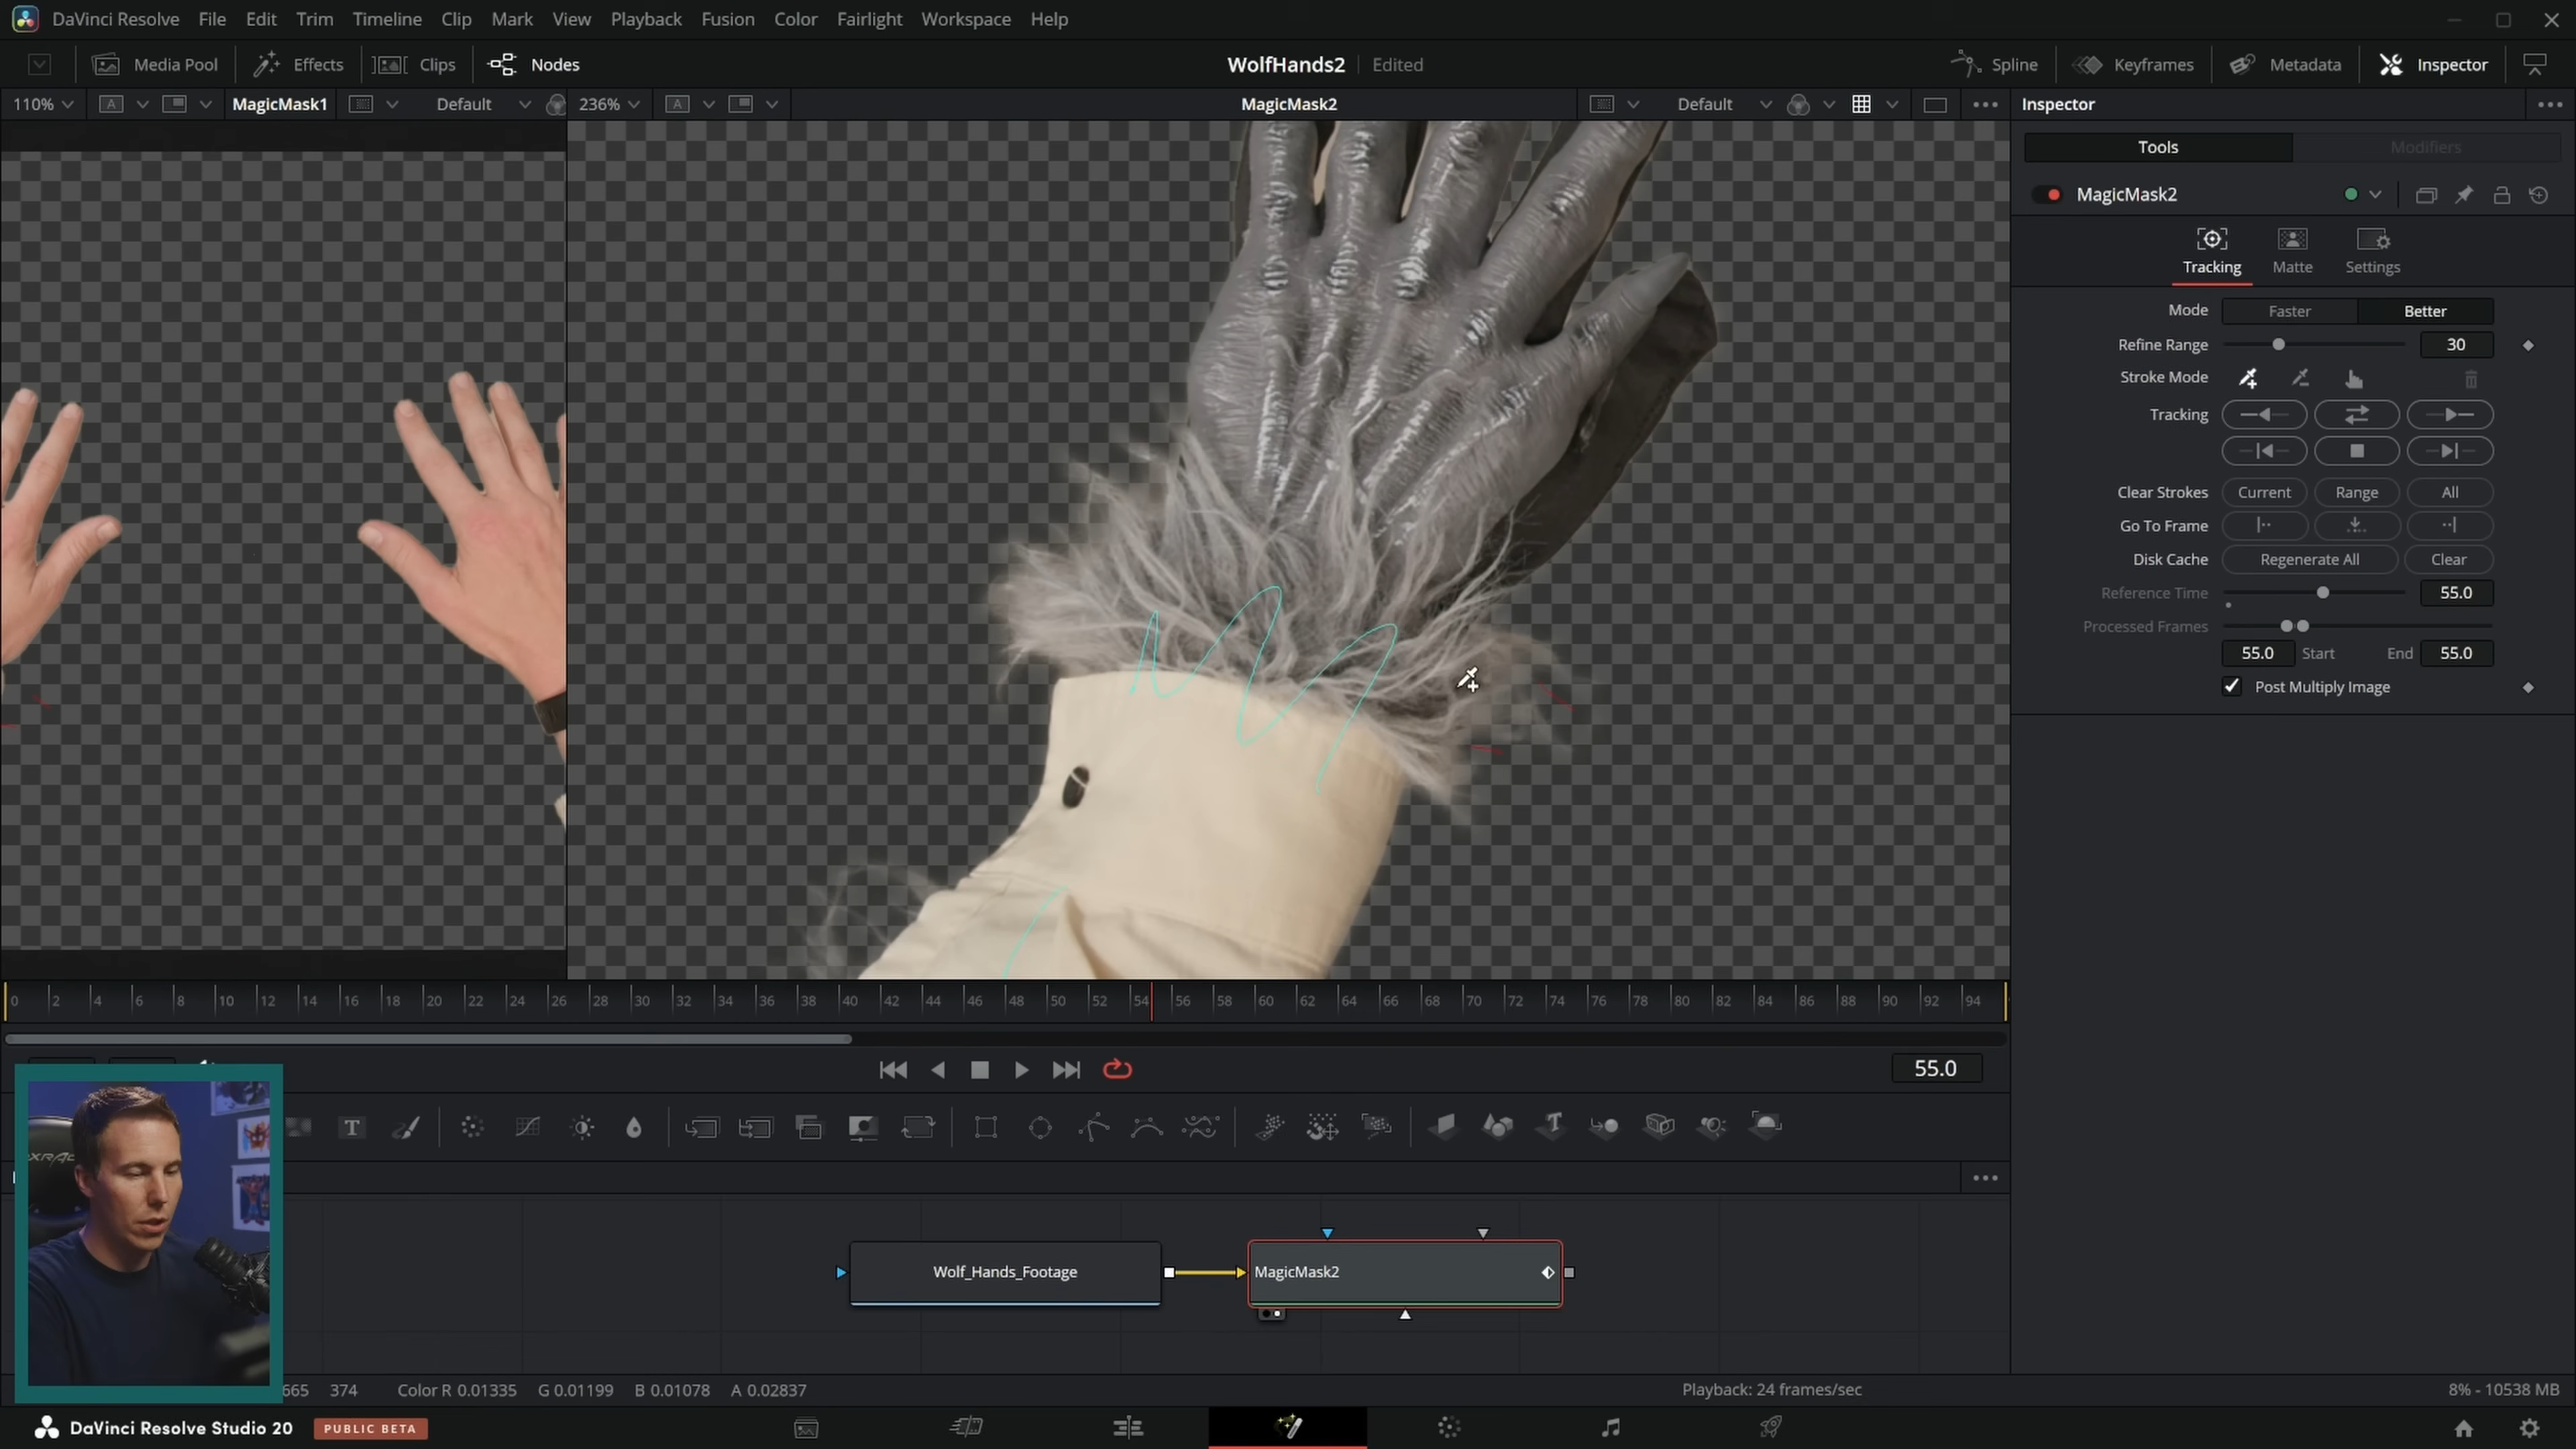 DaVinci Resolve File Edit Trim Timeline Clip Mark View Playback Fusion Color Fairlight Workspace Help
Media Pool Effects Clips Nodes WolfHands2 Edited Spline Keyframes Metadata Inspector
110% A MagicMask1 Default 236% A MagicMask2 Default Inspector
Tools Modifiers
MagicMask2
Tracking Matte Settings
Mode Faster Better
Refine Range 30
Stroke Mode
Tracking
Clear Strokes Current Range All
Go To Frame
Disk Cache Regenerate All Clear
Reference Time 55.0
Processed Frames
55.0 Start End 55.0
Post Multiply Image
0 2 4 6 8 10 12 14 16 18 20 22 24 26 28 30 32 34 36 38 40 42 44 46 48 50 52 54 56 58 60 62 64 66 68 70 72 74 76 78 80 82 84 86 88 90 92 94
55.0
T T
Wolf_Hands_Footage MagicMask2
665 374 Color R 0.01335 G 0.01199 B 0.01078 A 0.02837 Playback: 24 frames/sec 8% - 10538 MB
DaVinci Resolve Studio 20 PUBLIC BETA